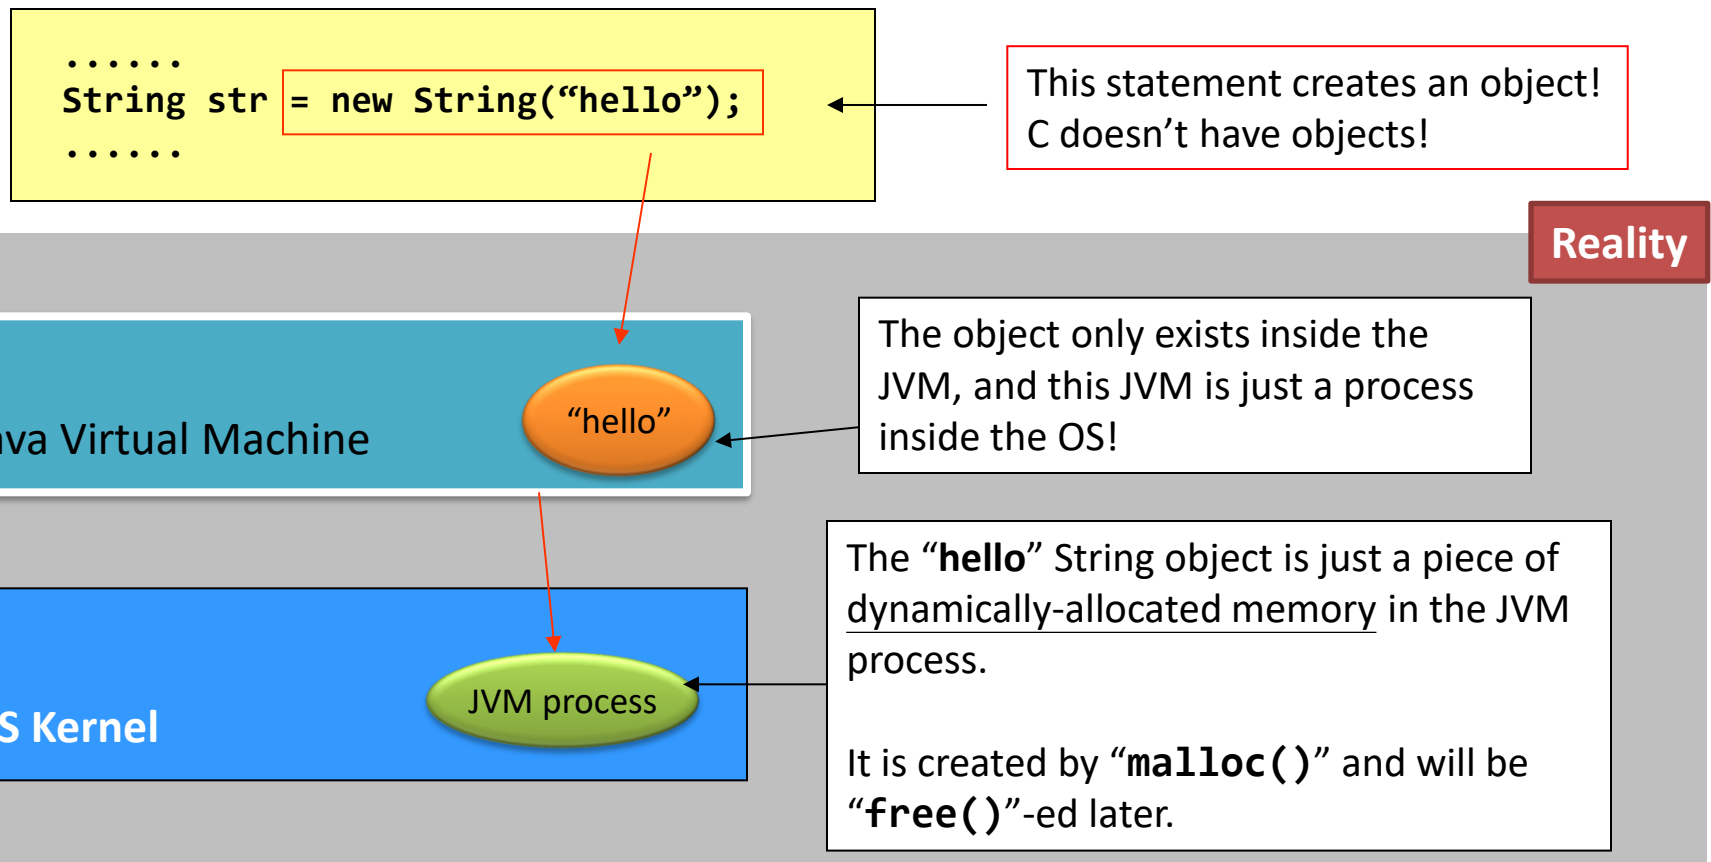 ......
String str = new String(“hello”);
......
This statement creates an object!
C doesn’t have objects!
Reality
The object only exists inside the
JVM, and this JVM is just a process
inside the OS!
“hello”
ava Virtual Machine
The “hello” String object is just a piece of
dynamically-allocated memory in the JVM
process.
It is created by “malloc()” and will be
“free()”-ed later.
JVM process
S Kernel